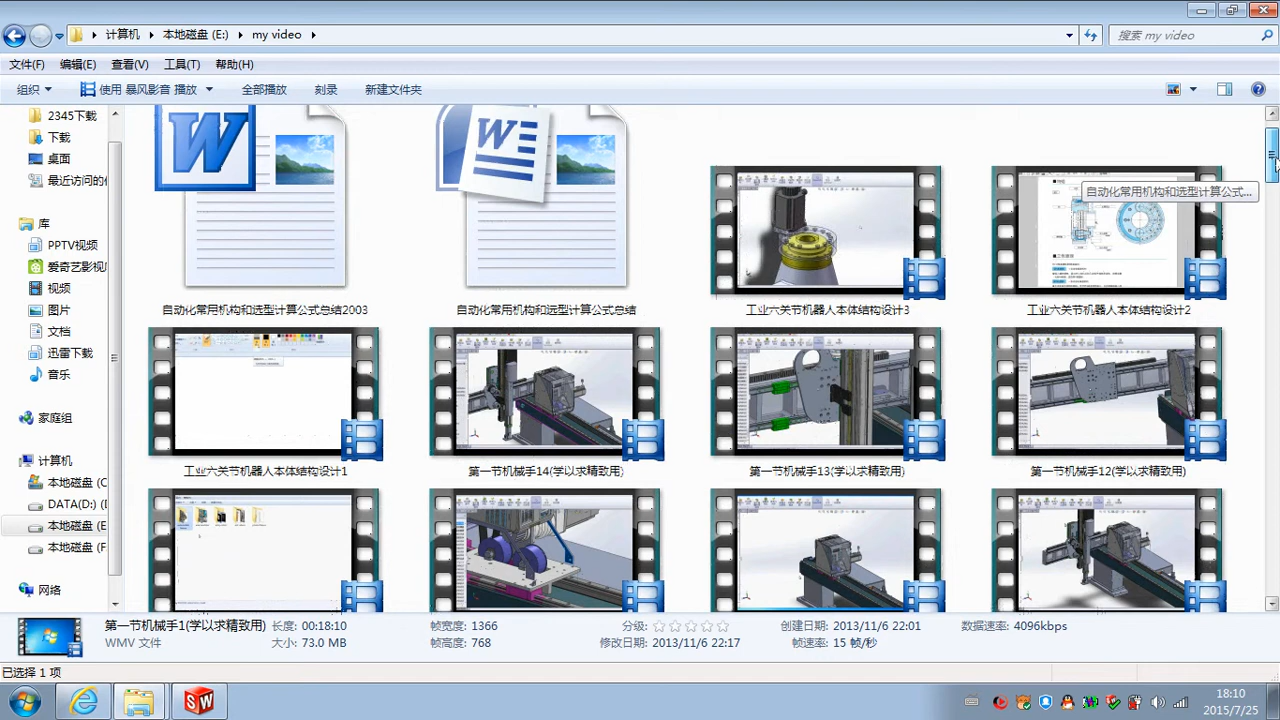 计算机 本地磁盘 (E:) my video
搜索 my video
文件(F) 编辑(E) 查看(V) 工具(T) 帮助(H)
组织 使用 暴风影音 播放 全部播放 刻录 新建文件夹
2345下载
下载
桌面
最近访问的
库
PPTV视频
爱奇艺影视
视频
图片
文档
迅雷下载
音乐
家庭组
计算机
本地磁盘 (C
DATA(D:) (
本地磁盘 (E
本地磁盘 (F
网络
自动化常用机构和选型计算公式...
自动化常用机构和选型计算公式总结2003
自动化常用机构和选型计算公式总结
工业六关节机器人本体结构设计3
工业六关节机器人本体结构设计2
工业六关节机器人本体结构设计1
第一节机械手14(学以求精致用)
第一节机械手13(学以求精致用)
第一节机械手12(学以求精致用)
第一节机械手1(学以求精致用) 长度: 00:18:10 帧宽度: 1366 分级: 创建日期: 2013/11/6 22:01 数据速率: 4096kbps
WMV 文件 大小: 73.0 MB 帧高度: 768 修改日期: 2013/11/6 22:17 帧速率: 15 帧/秒
已选择 1 项
18:10
2015/7/25